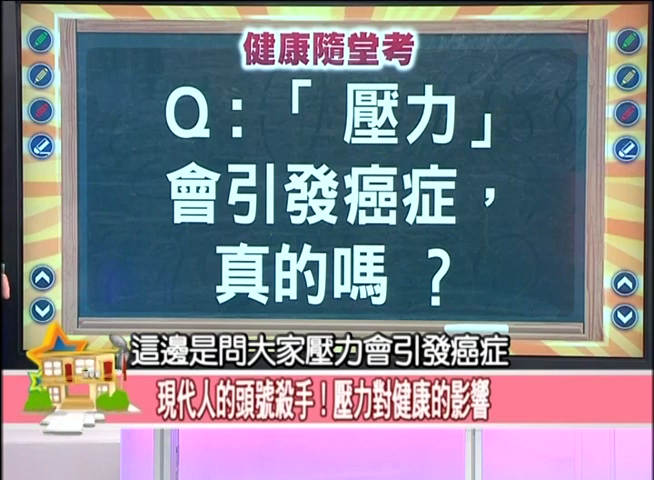 健康隨堂考
Q：「壓力」
會引發癌症，
真的嗎？
這邊是問大家壓力會引發癌症
現代人的頭號殺手！壓力對健康的影響